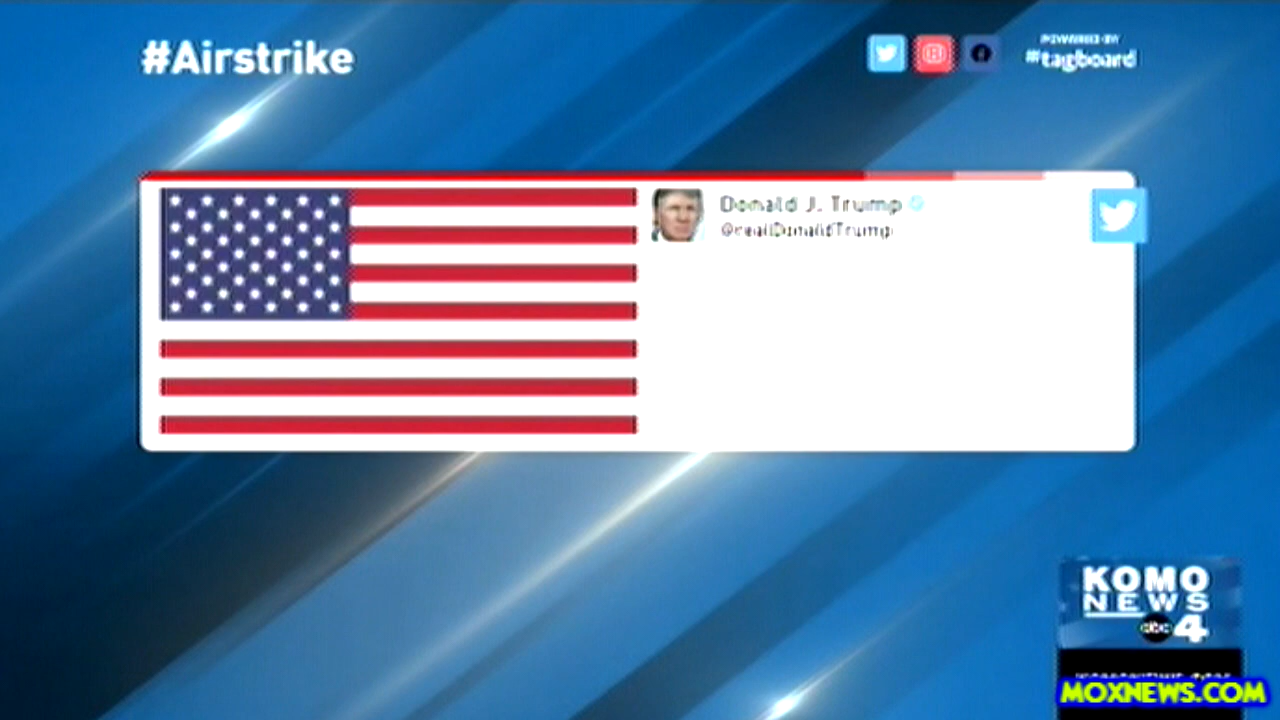 #Airstrike
POWERED BY
#tagboard
Donald J. Trump
@realDonaldTrump
KOMO
NEWS
abc 4
MOXNEWS.COM